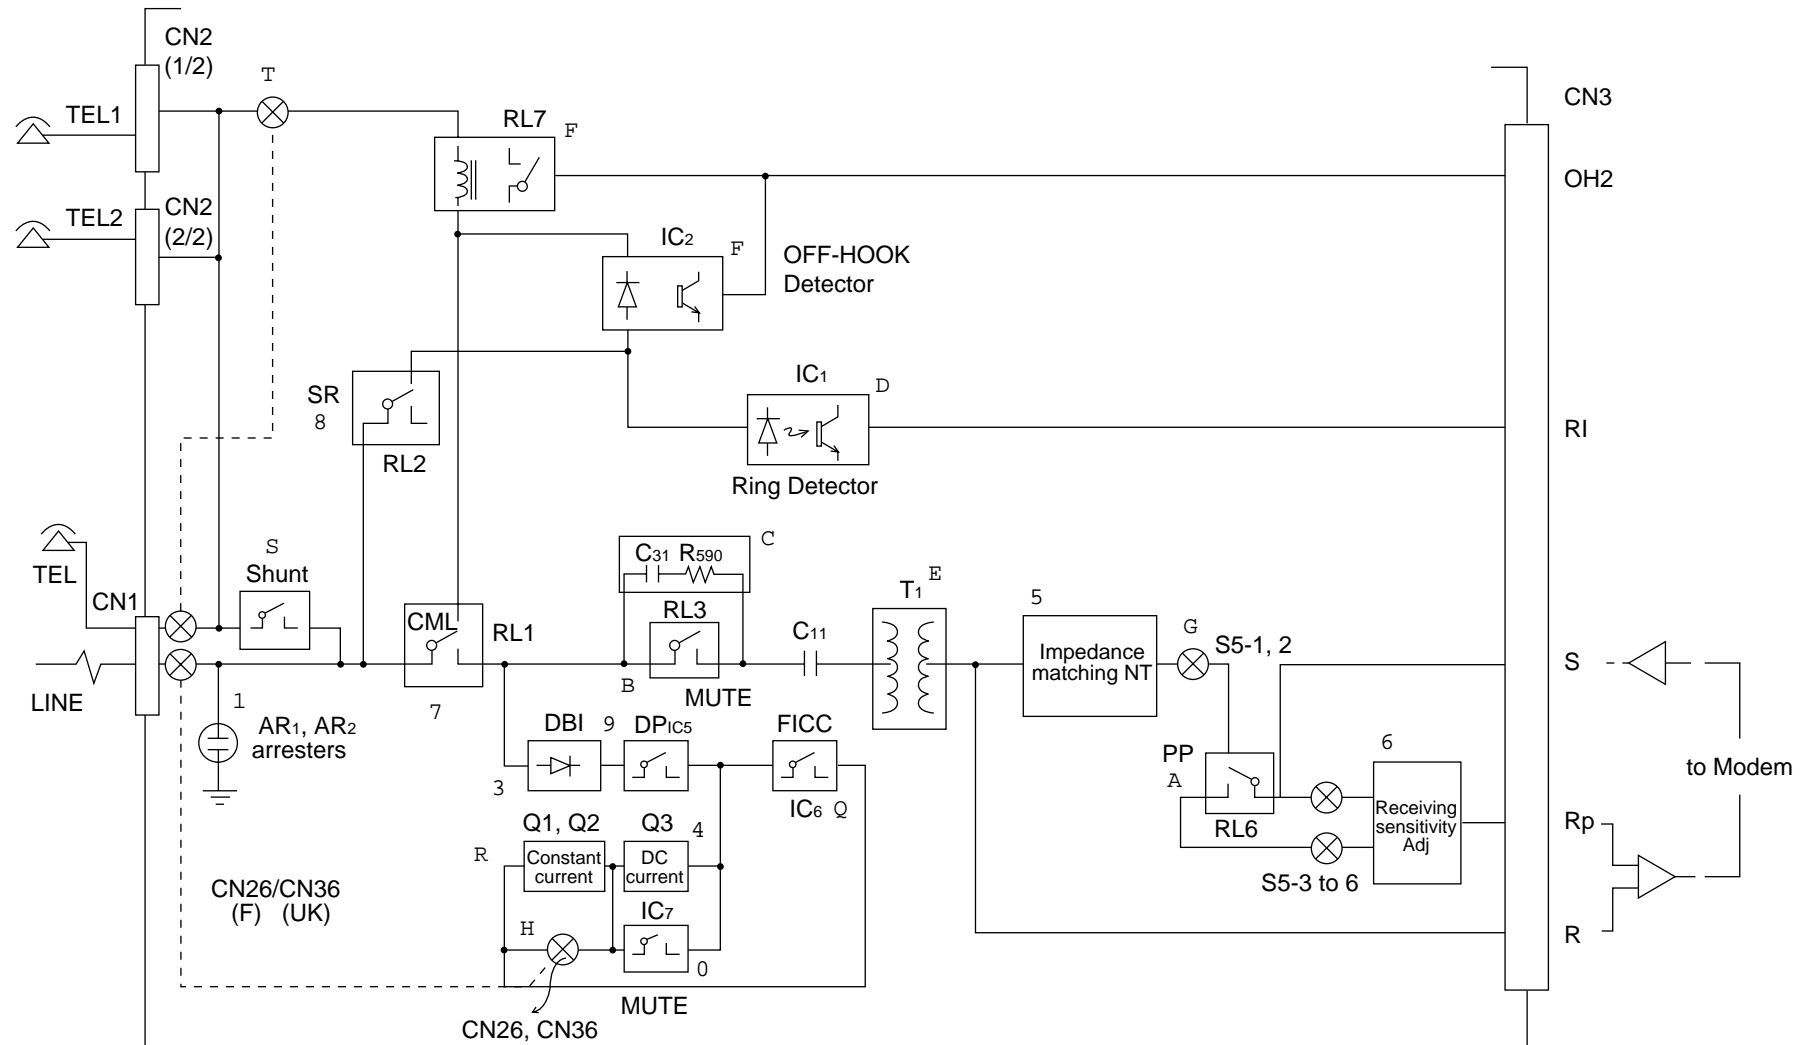 CN2
(1/2)
T
TEL1
RL7
F
CN3
OH2
TEL2
CN2
(2/2)
IC2
F
OFF-HOOK
Detector
SR
8
RL2
IC1
D
Ring Detector
RI
TEL
CN1
LINE
S
Shunt
1
AR1, AR2
arresters
CML
RL1
7
C31 R590
C
RL3
B
MUTE
C11
T1
E
5
Impedance
matching NT
G
S5-1, 2
S
DBI
3
9
DPIC5
FICC
IC6
Q
PP
A
RL6
6
Receiving
sensitivity
Adj
S5-3 to 6
to Modem
Rp
R
Q1, Q2
R
Constant
current
Q3
4
DC
current
IC7
0
MUTE
H
CN26, CN36
CN26/CN36
(F) (UK)